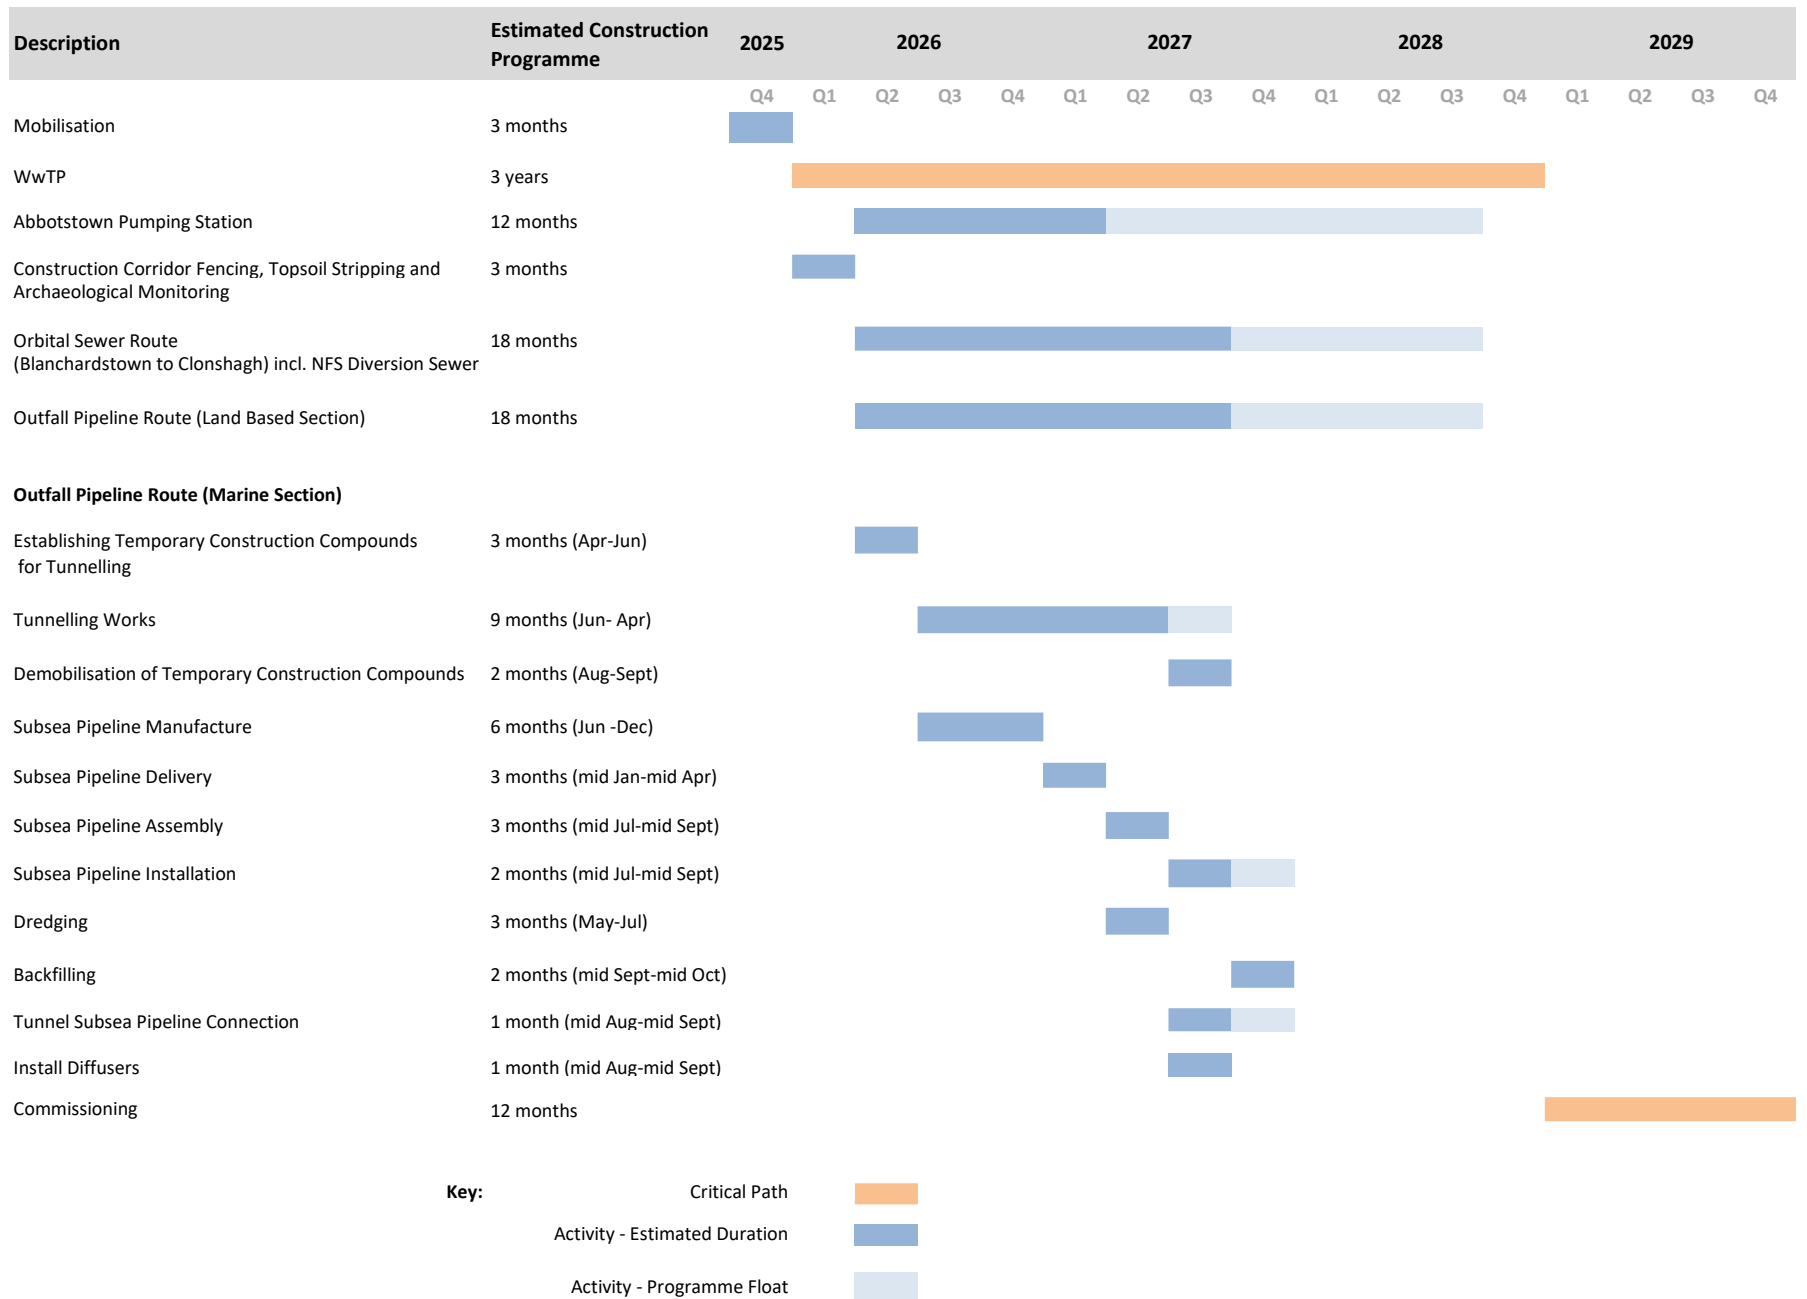 Description Estimated Construction Programme 2025 2026 2027 2028 2029
Q4 Q1 Q2 Q3 Q4 Q1 Q2 Q3 Q4 Q1 Q2 Q3 Q4 Q1 Q2 Q3 Q4
Mobilisation 3 months
WwTP 3 years
Abbotstown Pumping Station 12 months
Construction Corridor Fencing, Topsoil Stripping and 3 months
Archaeological Monitoring
Orbital Sewer Route 18 months
(Blanchardstown to Clonshagh) incl. NFS Diversion Sewer
Outfall Pipeline Route (Land Based Section) 18 months
Outfall Pipeline Route (Marine Section)
Establishing Temporary Construction Compounds 3 months (Apr-Jun)
for Tunnelling
Tunnelling Works 9 months (Jun- Apr)
Demobilisation of Temporary Construction Compounds 2 months (Aug-Sept)
Subsea Pipeline Manufacture 6 months (Jun -Dec)
Subsea Pipeline Delivery 3 months (mid Jan-mid Apr)
Subsea Pipeline Assembly 3 months (mid Jul-mid Sept)
Subsea Pipeline Installation 2 months (mid Jul-mid Sept)
Dredging 3 months (May-Jul)
Backfilling 2 months (mid Sept-mid Oct)
Tunnel Subsea Pipeline Connection 1 month (mid Aug-mid Sept)
Install Diffusers 1 month (mid Aug-mid Sept)
Commissioning 12 months
Key: Critical Path
Activity - Estimated Duration
Activity - Programme Float